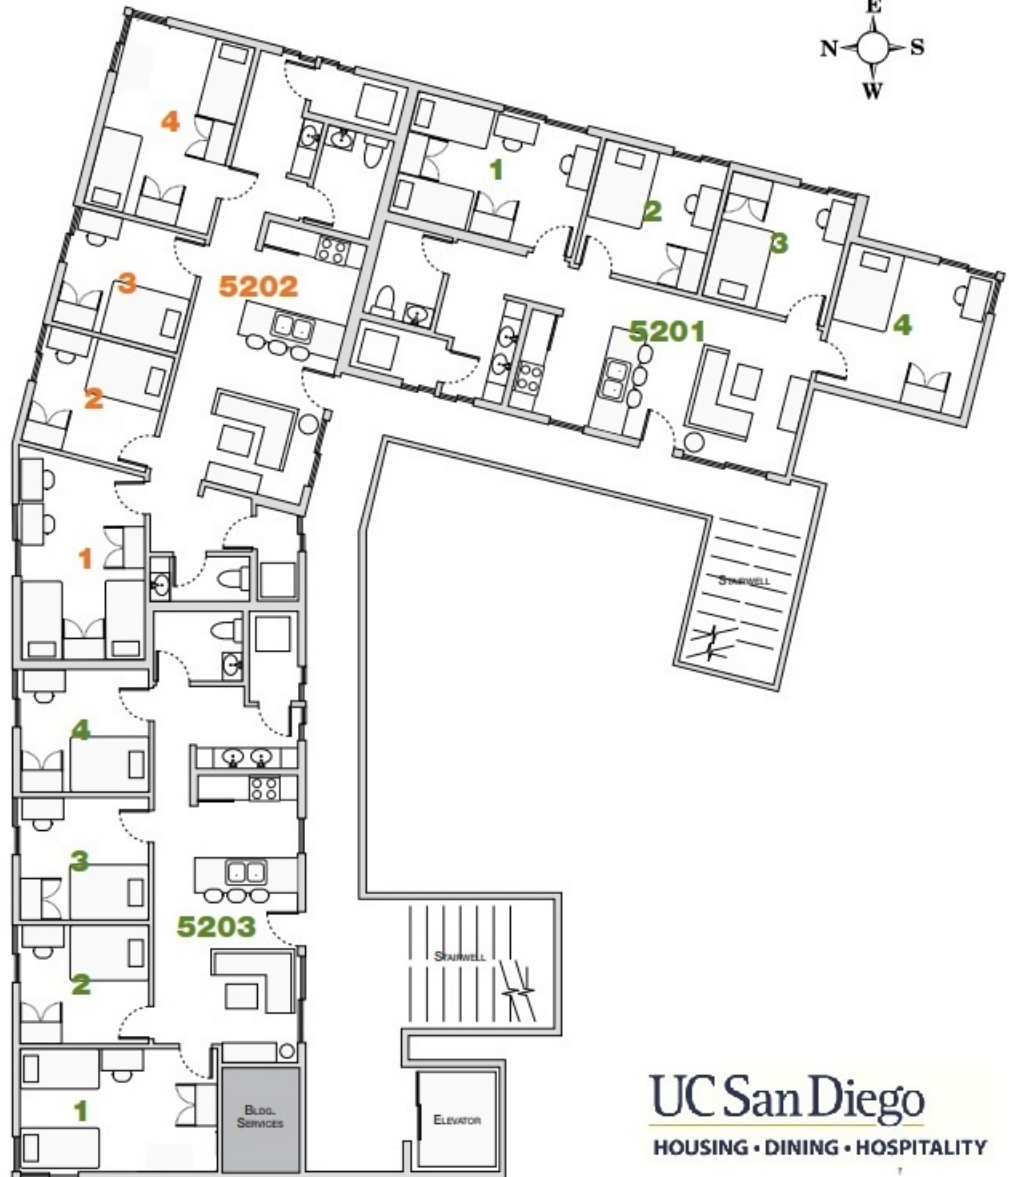 E
N S
W
4
1
2
3
4
3
5202
5201
2
1
STAIRWELL
4
3
5203
2
STAIRWELL
1
BLDG.
SERVICES
ELEVATOR
UC San Diego
HOUSING • DINING • HOSPITALITY